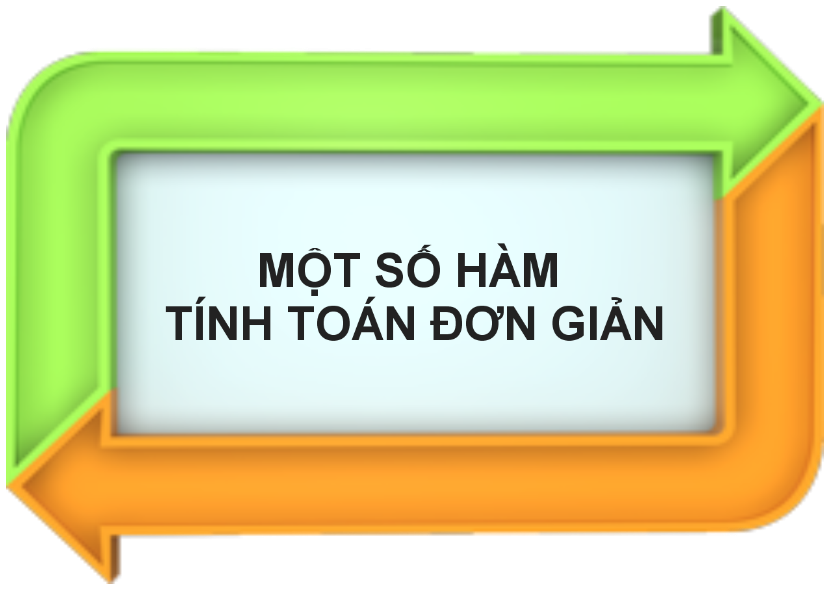 MỘT SỐ HÀM
TÍNH TOÁN ĐƠN GIẢN